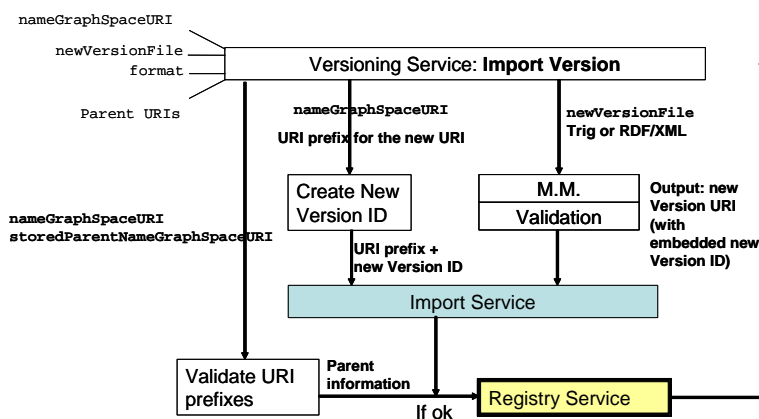 nameGraphSpaceURI
newVersionFile
format
Parent URIs
Versioning Service: Import Version
nameGraphSpaceURI
URI prefix for the new URI
newVersionFile
Trig or RDF/XML
Create New
Version ID
M.M.
Validation
Output: new
Version URI
(with
embedded new
Version ID)
nameGraphSpaceURI
storedParentNameGraphSpaceURI
URI prefix +
new Version ID
Import Service
Validate URI
prefixes
Parent
information
If ok
Registry Service